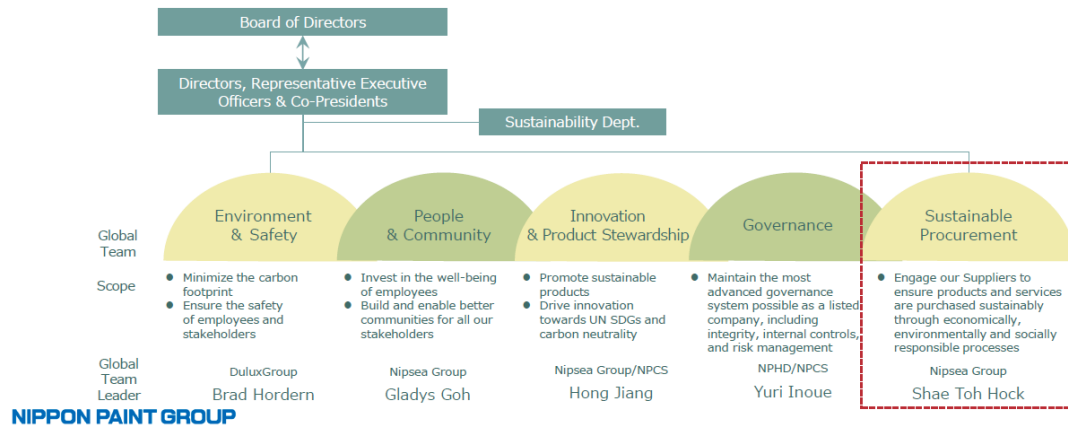 Board of Directors
Directors, Representative Executive
Officers & Co-Presidents
Sustainability Dept.
Global
Team
Environment
& Safety
People
& Community
Innovation
& Product Stewardship
Governance
Sustainable
Procurement
Scope
● Minimize the carbon
footprint
● Ensure the safety
of employees and
stakeholders
● Invest in the well-being
of employees
● Build and enable better
communities for all our
stakeholders
● Promote sustainable
products
● Drive innovation
towards UN SDGs and
carbon neutrality
● Maintain the most
advanced governance
system possible as a listed
company, including
integrity, internal controls,
and risk management
● Engage our Suppliers to
ensure products and services
are purchased sustainably
through economically,
environmentally and socially
responsible processes
Global
Team
Leader
DuluxGroup
Brad Hordern
Nipsea Group
Gladys Goh
Nipsea Group/NPCS
Hong Jiang
NPHD/NPCS
Yuri Inoue
Nipsea Group
Shae Toh Hock
NIPPON PAINT GROUP